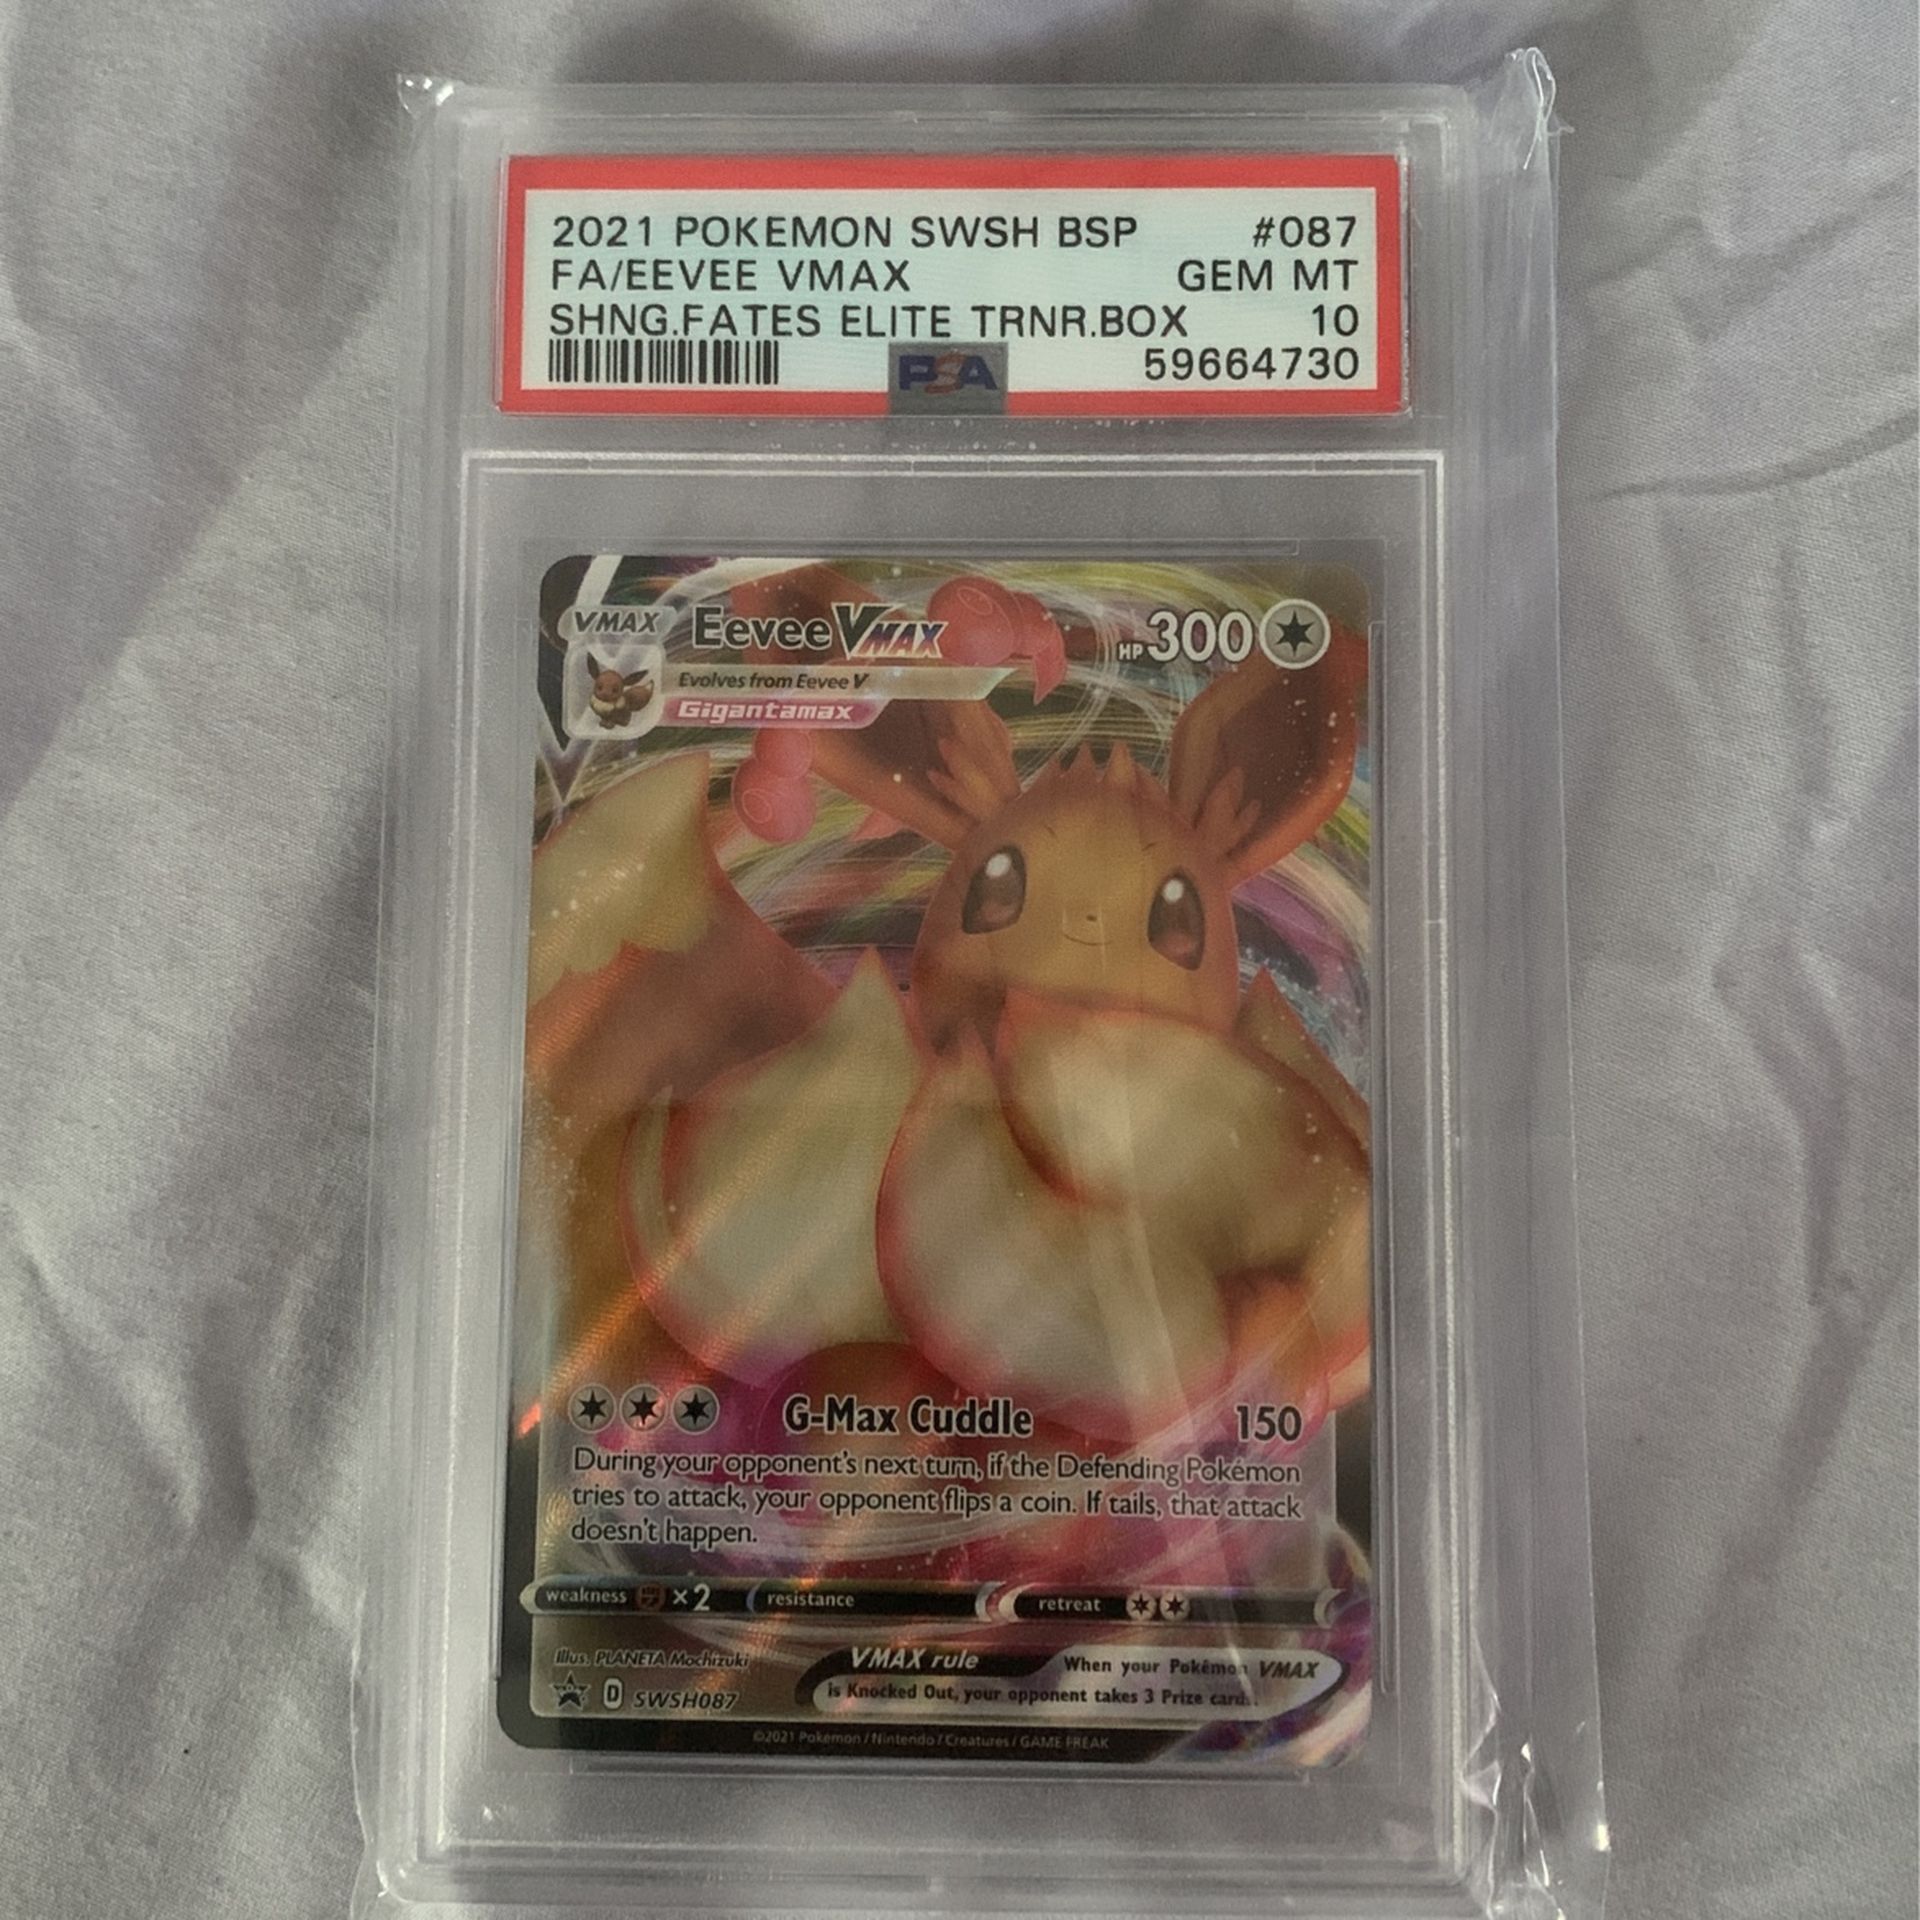 2021 POKEMON SWSH BSP #087
FA/EEVEE VMAX GEM MT
SHNG.FATES ELITE TRNR.BOX 10
PSA 59664730
VMAX Eevee VMAX HP 300
Evolves from Eevee V
Gigantamax
G-Max Cuddle 150
During your opponent's next turn, if the Defending Pokémon
tries to attack, your opponent flips a coin. If tails, that attack
doesn't happen.
weakness ×2 resistance retreat
Illus. PLANETA Mochizuki
D SWSH087
VMAX rule When your Pokémon VMAX
is Knocked Out, your opponent takes 3 Prize cards.
©2021 Pokémon / Nintendo / Creatures / GAME FREAK